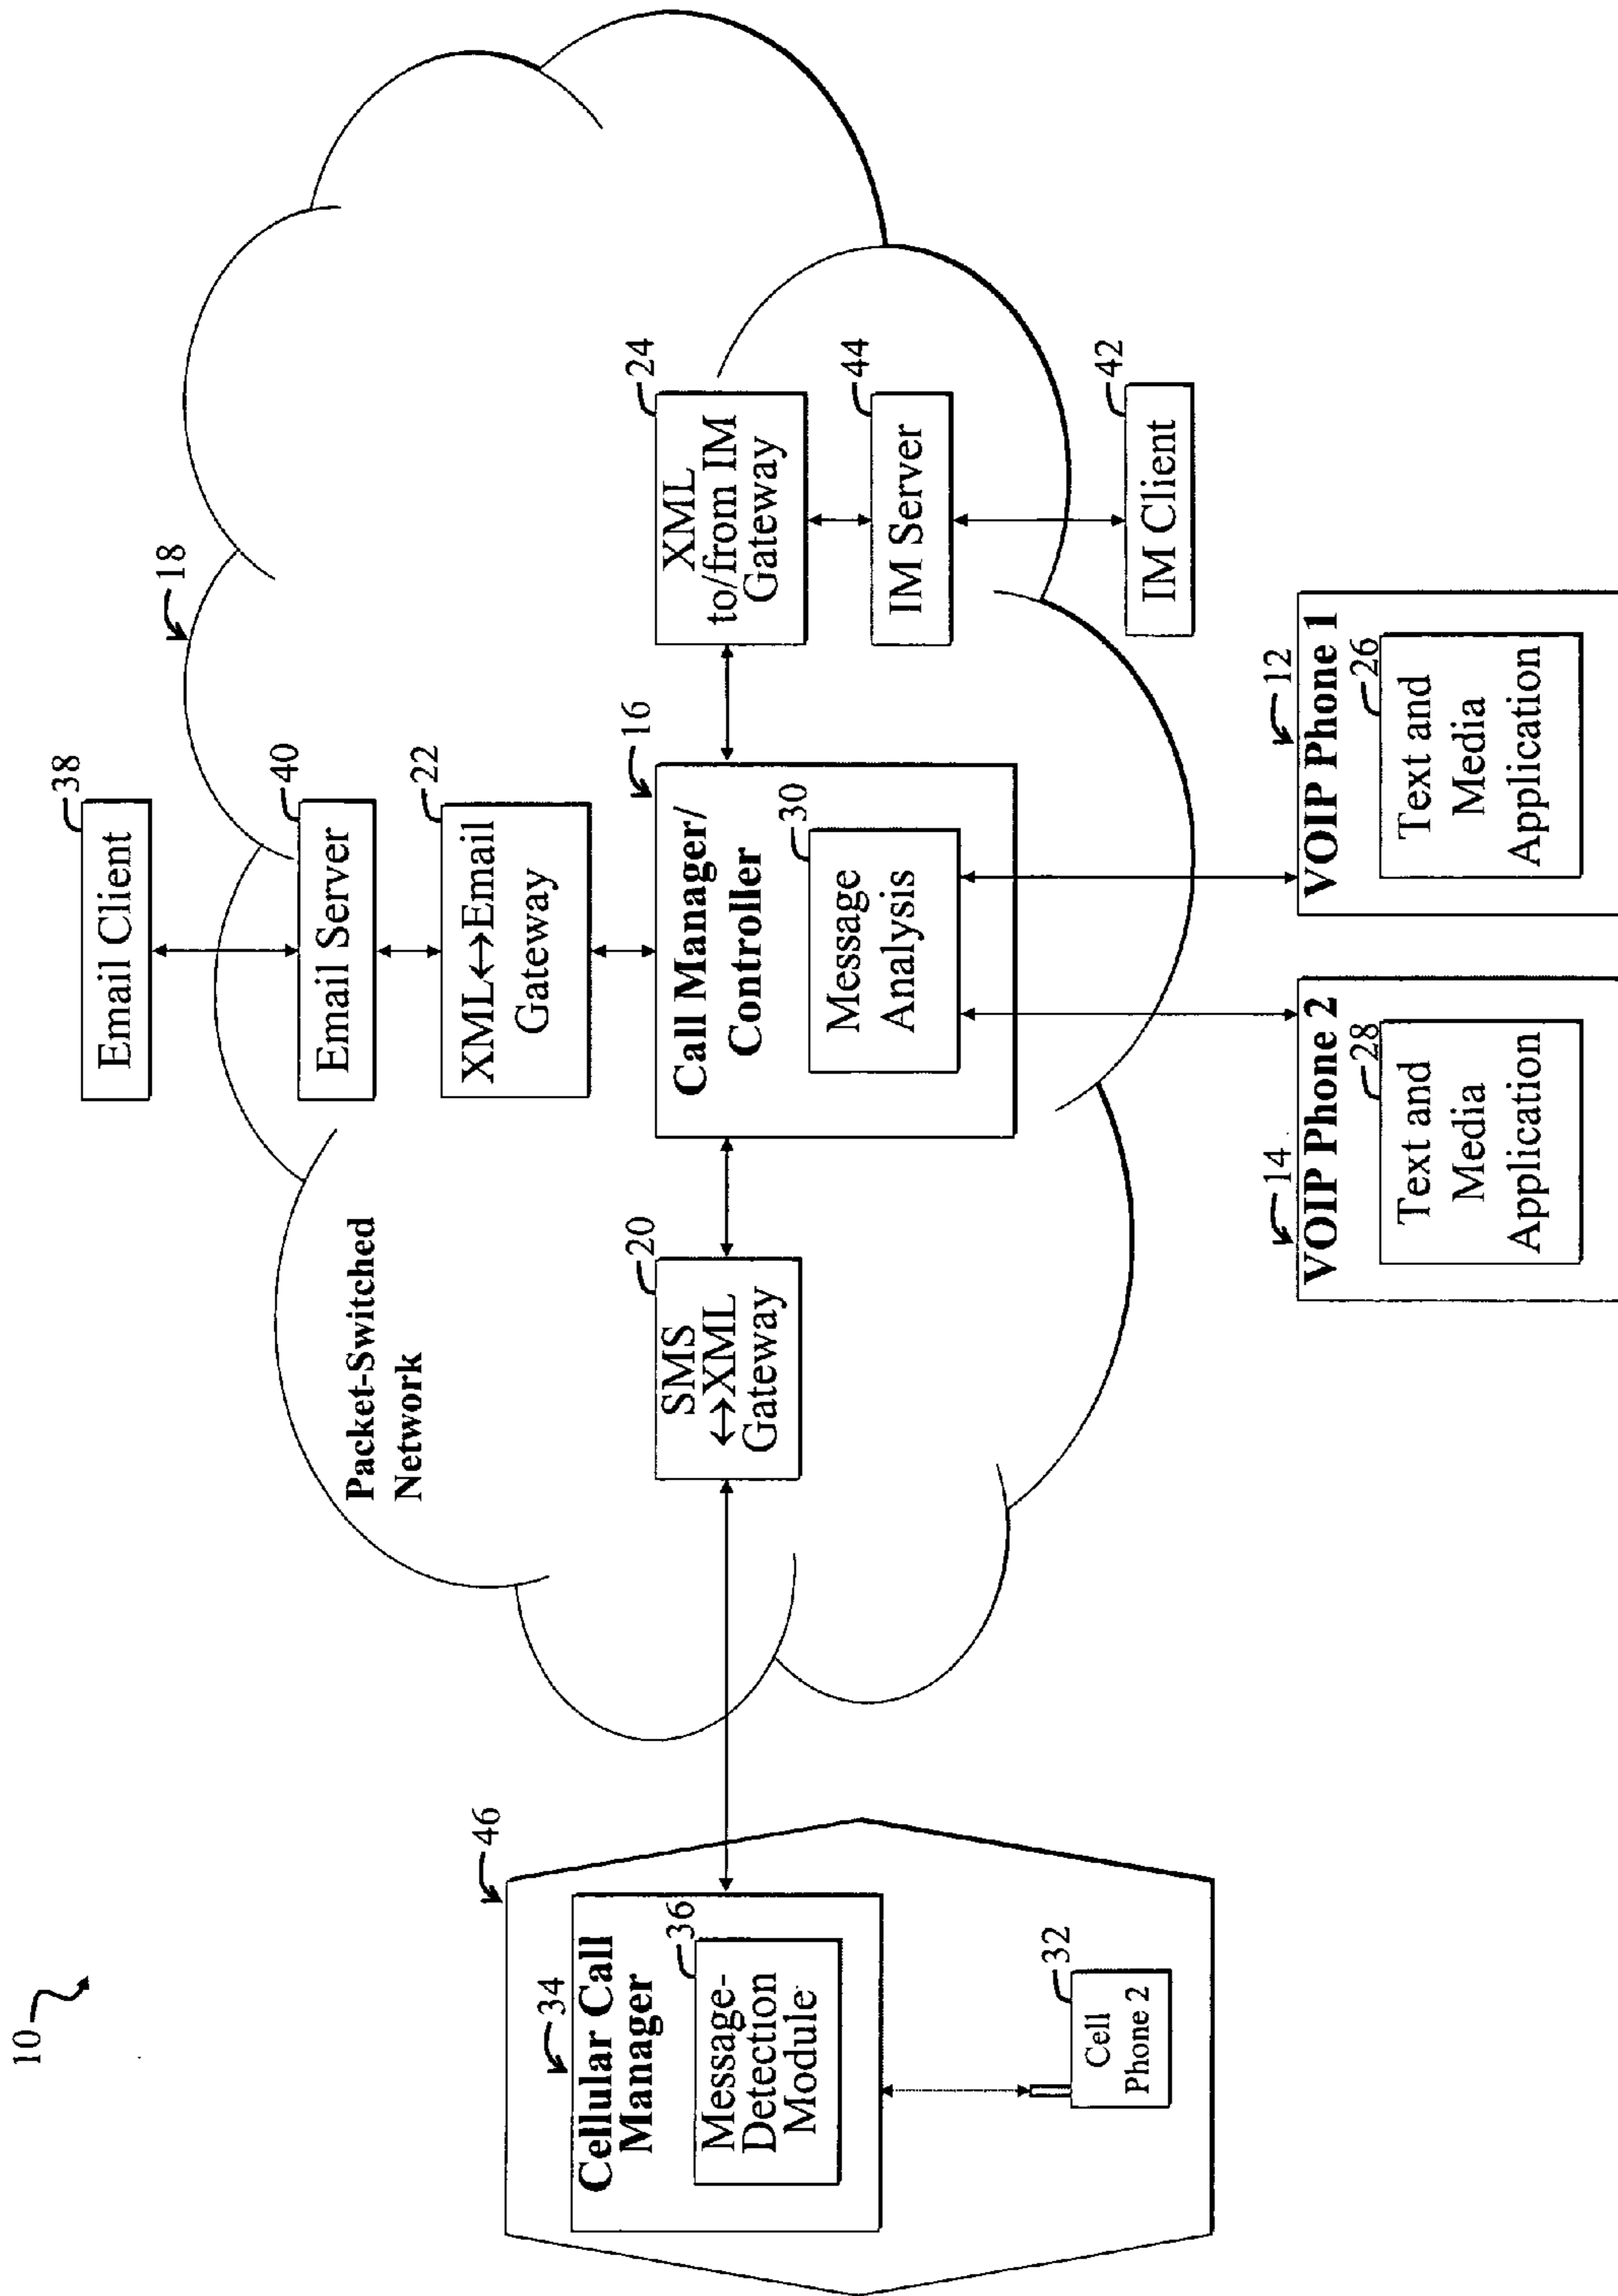 10
18
38
Email Client
40
Email Server
22
XML↔Email
Gateway
Packet-Switched
Network
46
34
Cellular Call
Manager
36
Message-
Detection
Module
32
Cell
Phone 2
20
SMS
↔XML
Gateway
16
Call Manager/
Controller
30
Message
Analysis
24
XML
to/from IM
Gateway
44
IM Server
42
IM Client
14
VOIP Phone 2
28
Text and
Media
Application
12
VOIP Phone 1
26
Text and
Media
Application